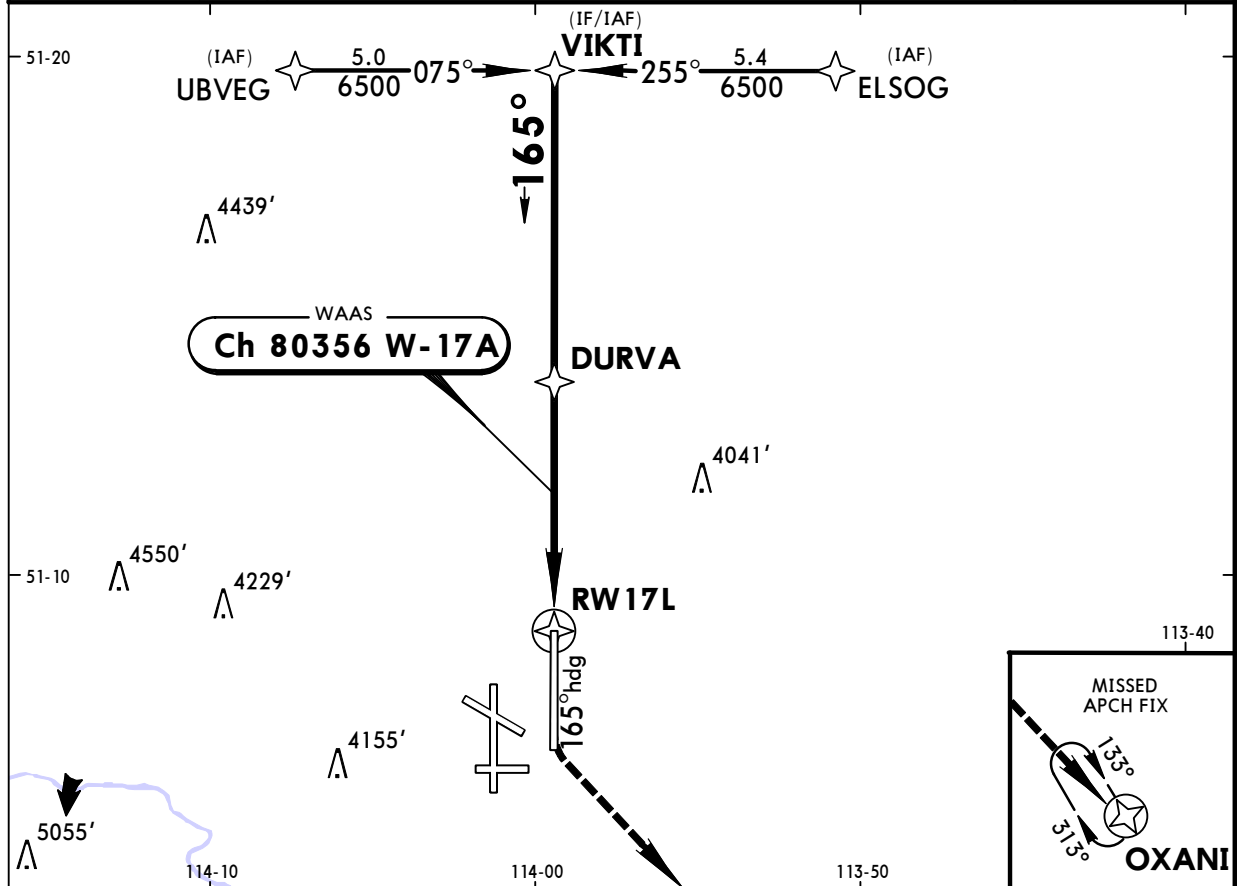 (IF/IAF)
VIKTI
51-20
(IAF)
UBVEG
5.0
6500
075°
255°
5.4
6500
(IAF)
ELSOG
165°
4439'
WAAS
Ch 80356 W-17A
DURVA
4041'
51-10
4550'
4229'
RW17L
113-40
165°hdg
MISSED
APCH FIX
133°
313°
OXANI
4155'
5055'
114-10
114-00
113-50